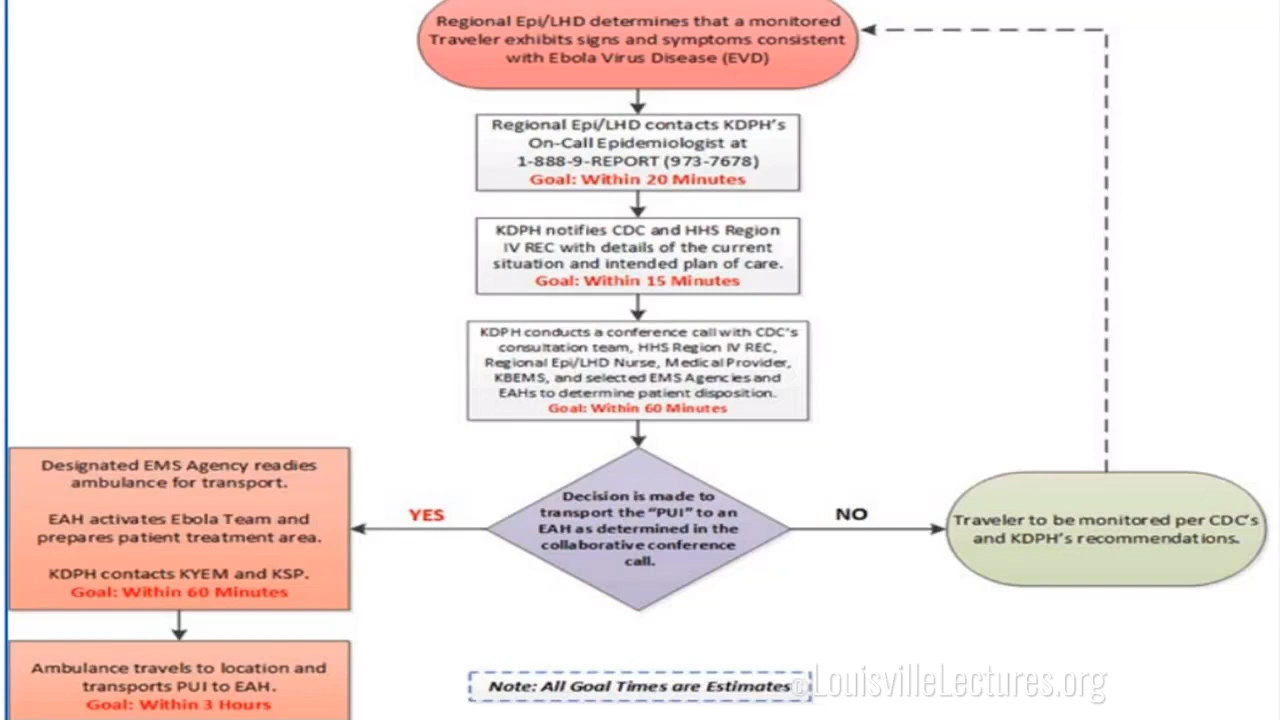 Regional Epi/LHD determines that a monitored
Traveler exhibits signs and symptoms consistent
with Ebola Virus Disease (EVD)
Regional Epi/LHD contacts KDPH's
On-Call Epidemiologist at
1-888-9-REPORT (973-7678)
Goal: Within 20 Minutes
KDPH notifies CDC and HHS Region
IV REC with details of the current
situation and intended plan of care.
Goal: Within 15 Minutes
KDPH conducts a conference call with CDC's
consultation team, HHS Region IV REC,
Regional Epi/LHD Nurse, Medical Provider,
KBEMS, and selected EMS Agencies and
EAHs to determine patient disposition.
Goal: Within 60 Minutes
Decision is made to
transport the "PUI" to an
EAH as determined in the
collaborative conference
call.
YES
NO
Designated EMS Agency readies
ambulance for transport.
EAH activates Ebola Team and
prepares patient treatment area.
KDPH contacts KYEM and KSP.
Goal: Within 60 Minutes
Traveler to be monitored per CDC's
and KDPH's recommendations.
Ambulance travels to location and
transports PUI to EAH.
Goal: Within 3 Hours
Note: All Goal Times are Estimates
©LouisvilleLectures.org